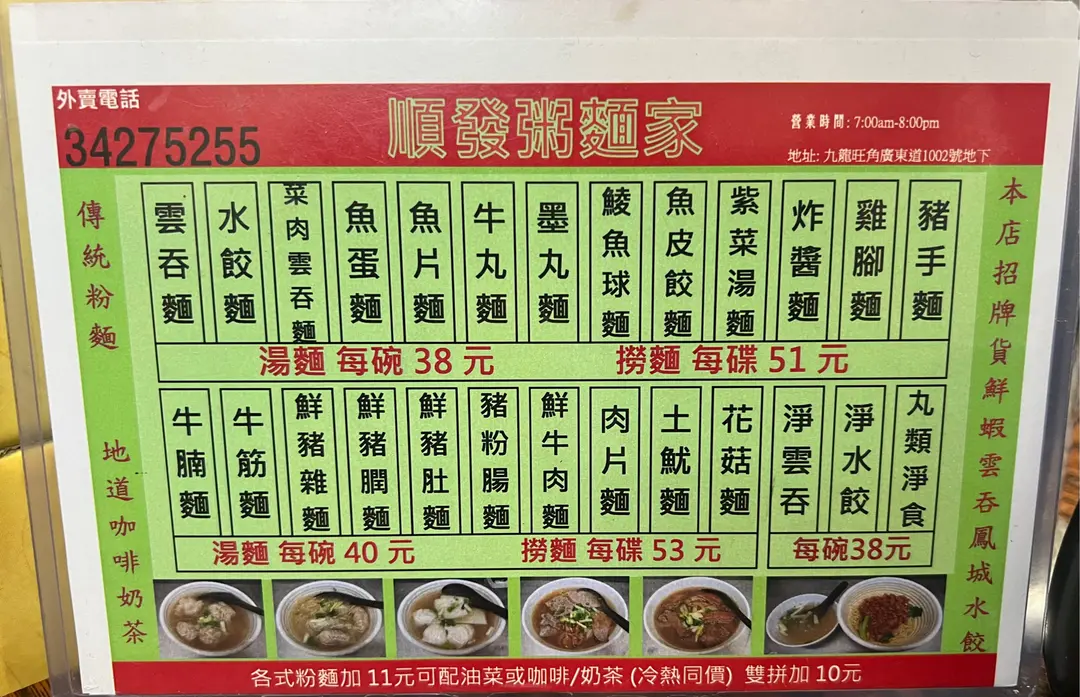 外賣電話
34275255
順發粥麵家
營業時間: 7:00am-8:00pm
地址: 九龍旺角廣東道1002號地下
傳統粉麵
地道咖啡奶茶
雲吞麵
水餃麵
菜肉雲吞麵
魚蛋麵
魚片麵
牛丸麵
墨丸麵
鯪魚球麵
魚皮餃麵
紫菜湯麵
炸醬麵
雞腳麵
豬手麵
湯麵 每碗 38 元
撈麵 每碟 51 元
牛腩麵
牛筋麵
鮮豬雜麵
鮮豬膶麵
鮮豬肚麵
豬粉腸麵
鮮牛肉麵
肉片麵
土魷麵
花菇麵
淨雲吞
淨水餃
丸類淨食
湯麵 每碗 40 元
撈麵 每碟 53 元
每碗38元
本店招牌貨鮮蝦雲吞鳳城水餃
各式粉麵加 11元可配油菜或咖啡/奶茶 (冷熱同價) 雙拼加 10元